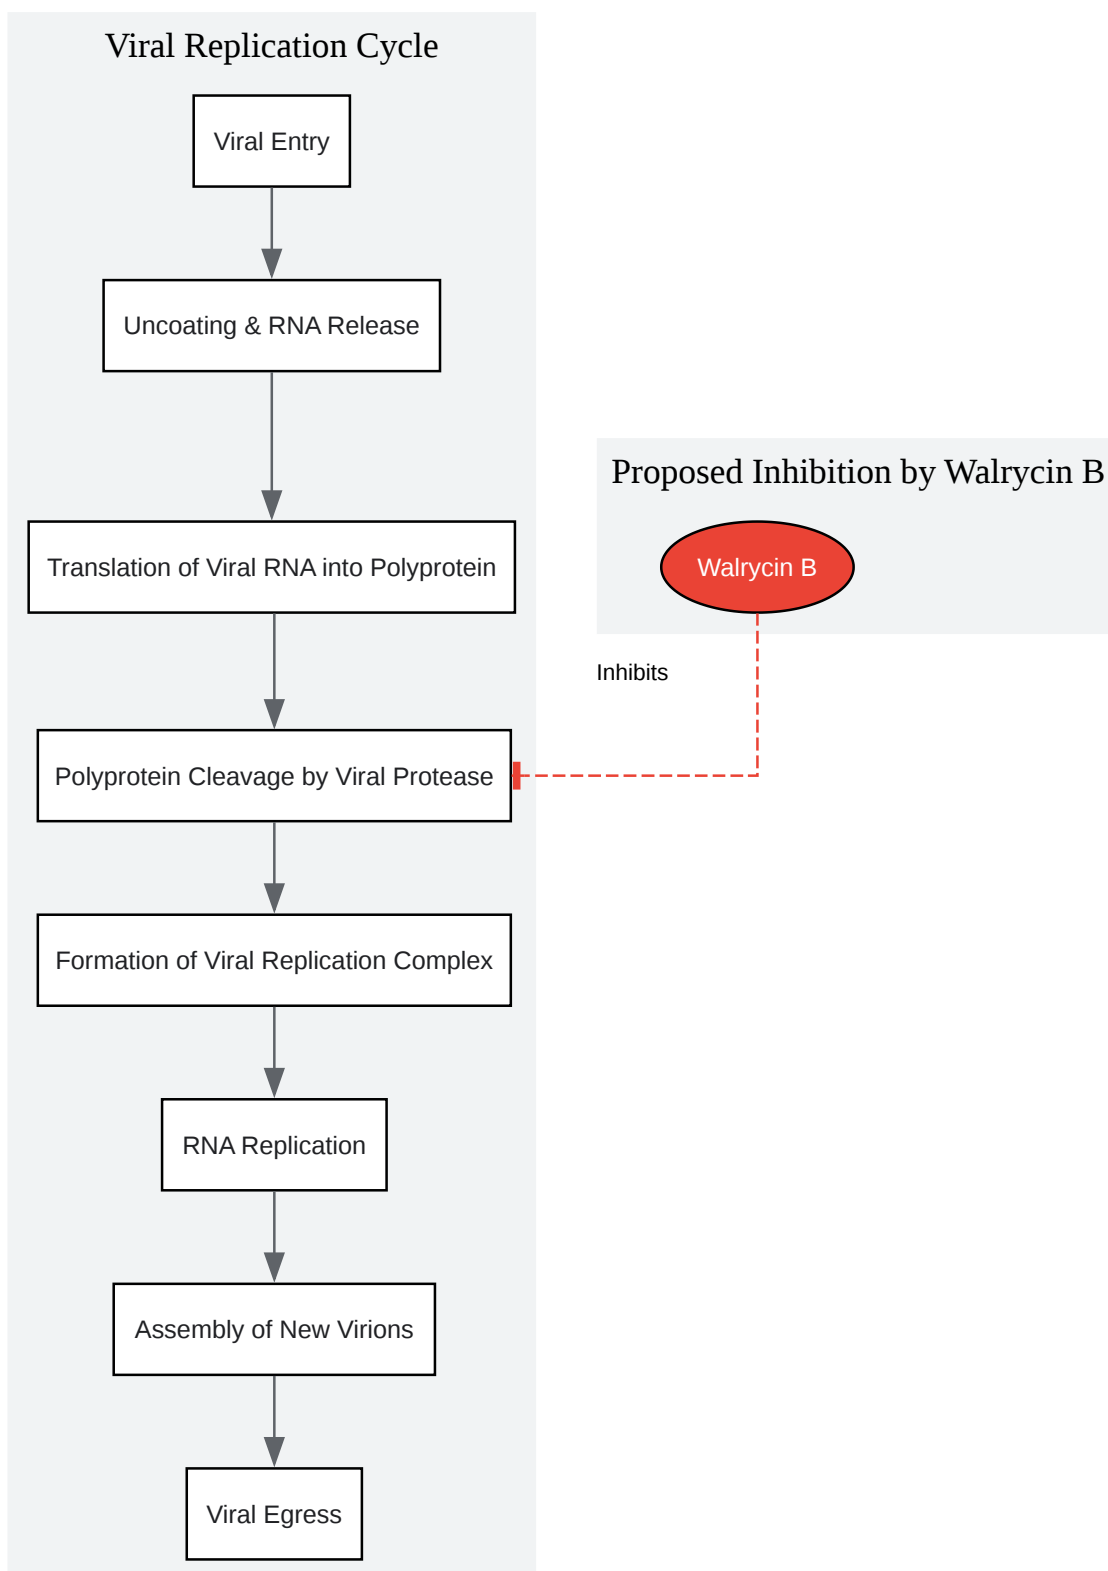 Viral Replication Cycle
Viral Entry
Uncoating & RNA Release
Proposed Inhibition by Walrycin B
Translation of Viral RNA into Polyprotein
Walrycin B
Inhibits
Polyprotein Cleavage by Viral Protease
Formation of Viral Replication Complex
RNA Replication
Assembly of New Virions
Viral Egress